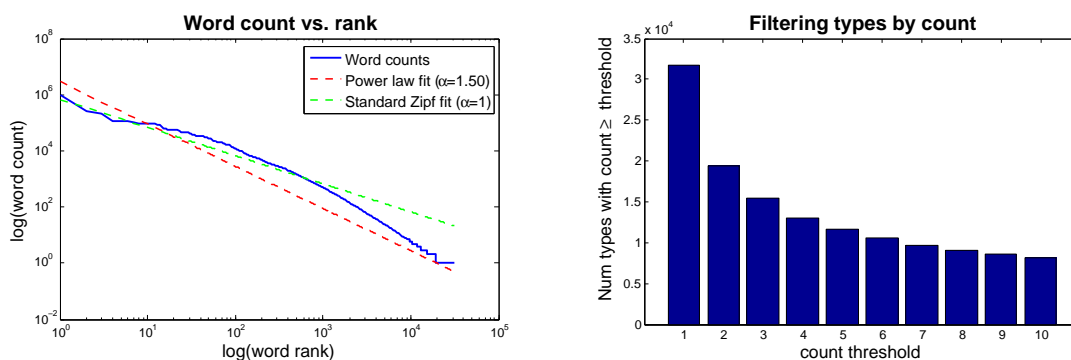 Word count vs. rank
10^8
10^6
10^4
10^2
10^0
10^-2
log(word count)
Word counts
Power law fit (α=1.50)
Standard Zipf fit (α=1)
10^0 10^1 10^2 10^3 10^4 10^5
log(word rank)
Filtering types by count
x 10^4
3.5
3
2.5
2
1.5
1
0.5
0
Num types with count ≥ threshold
1 2 3 4 5 6 7 8 9 10
count threshold